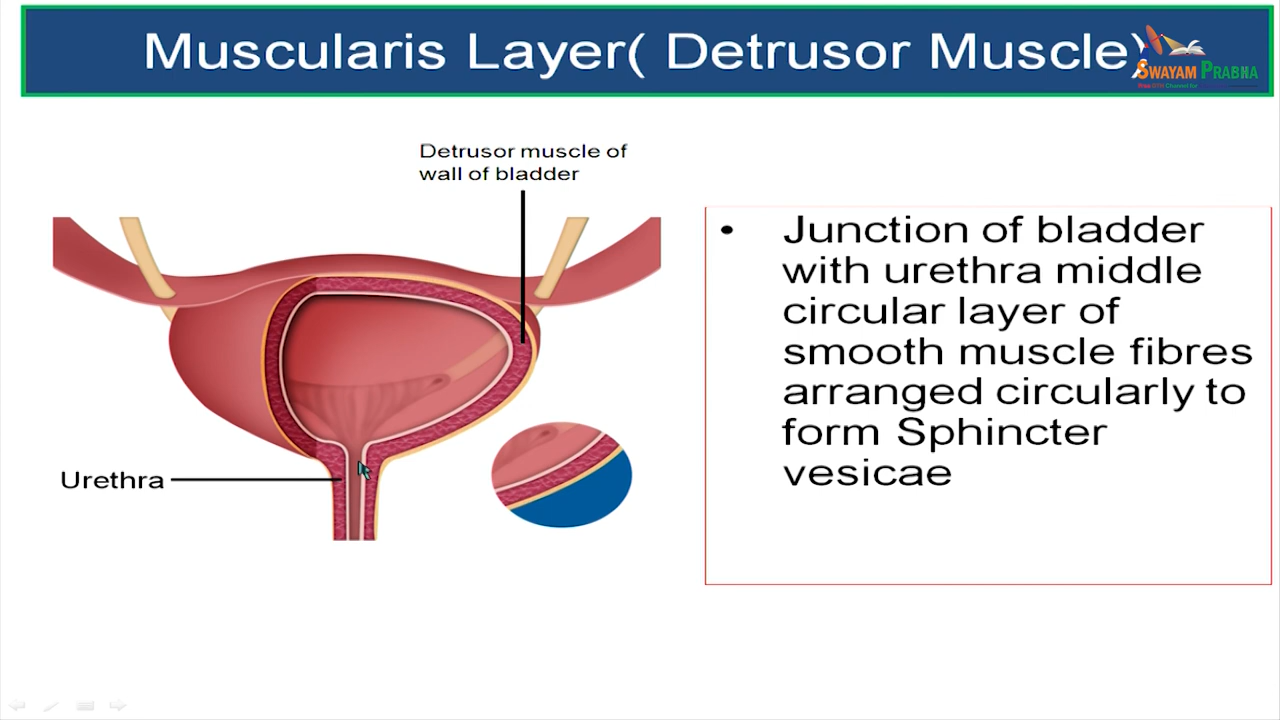 Muscularis Layer( Detrusor Muscle)
SWAYAM PRABHA
Detrusor muscle of
wall of bladder
Urethra
• Junction of bladder
with urethra middle
circular layer of
smooth muscle fibres
arranged circularly to
form Sphincter
vesicae